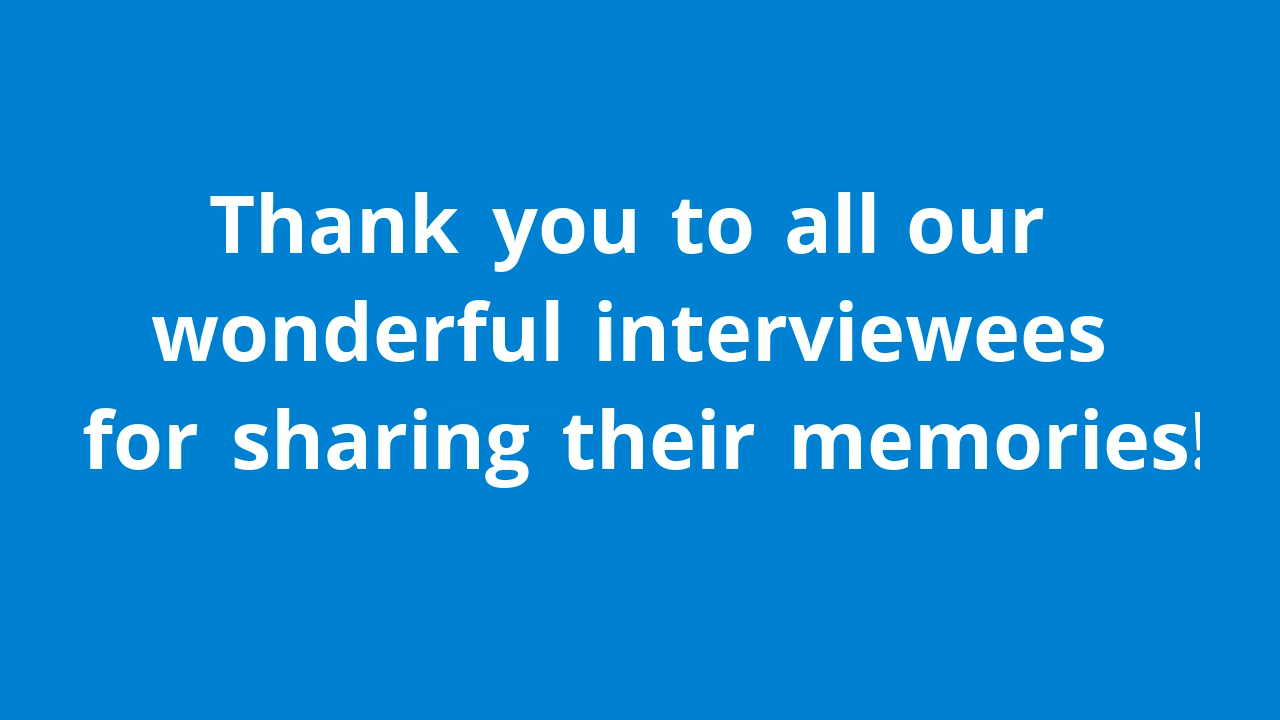 Thank you to all our
wonderful interviewees
for sharing their memories!